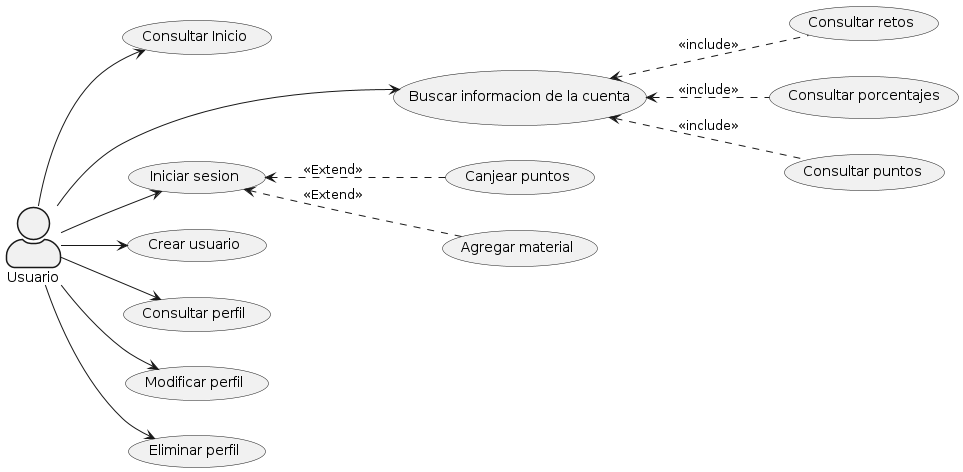 Consultar retos
Consultar Inicio
«include»
«include»
Buscar informacion de la cuenta
Consultar porcentajes
«include»
«Extend»
Consultar puntos
Iniciar sesion
Canjear puntos
«Extend»
Crear usuario
Agregar material
Usuario
Consultar perfil
Modificar perfil
Eliminar perfil